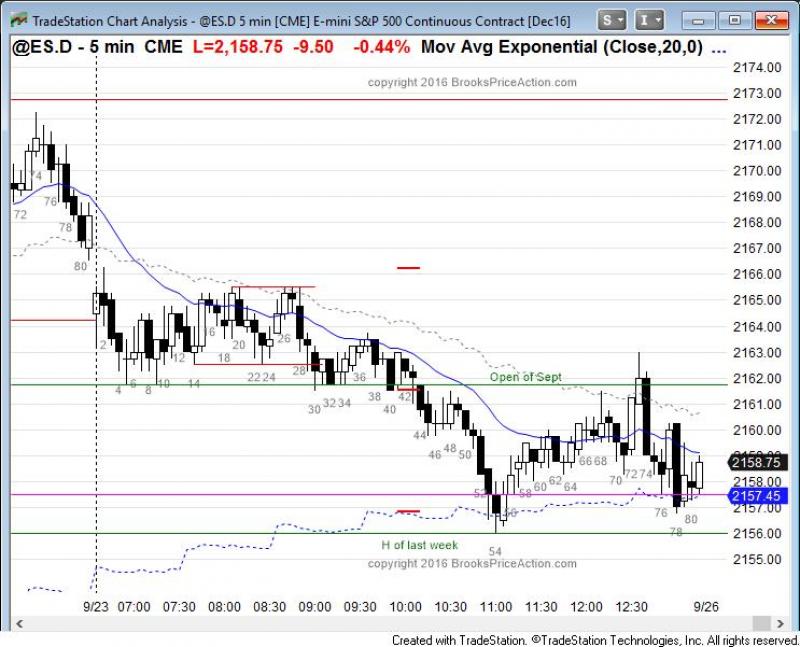 TradeStation Chart Analysis - @ES.D 5 min [CME] E-mini S&P 500 Continuous Contract [Dec16]
S I
@ES.D - 5 min CME L=2,158.75 -9.50 -0.44% Mov Avg Exponential (Close,20,0) ...
copyright 2016 BrooksPriceAction.com
2174.00
2173.00
2172.00
2171.00
2170.00
2169.00
2168.00
2167.00
2166.00
2165.00
2164.00
2163.00
2162.00
2161.00
2160.00
2158.75
2158.00
2157.45
2157.00
2156.00
2155.00
72 74 76 78 80
2 4 6 8 10 12 14 16 18 20 22 24 26 28 30 32 34 36 38 40 42 44 46 48 50 52 54 56 58 60 62 64 66 68 70 72 74 76 78 80
Open of Sept
H of last week
copyright 2016 BrooksPriceAction.com
9/23 07:00 07:30 08:00 08:30 09:00 09:30 10:00 10:30 11:00 11:30 12:00 12:30 9/26
Created with TradeStation. ©TradeStation Technologies, Inc. All rights reserved.